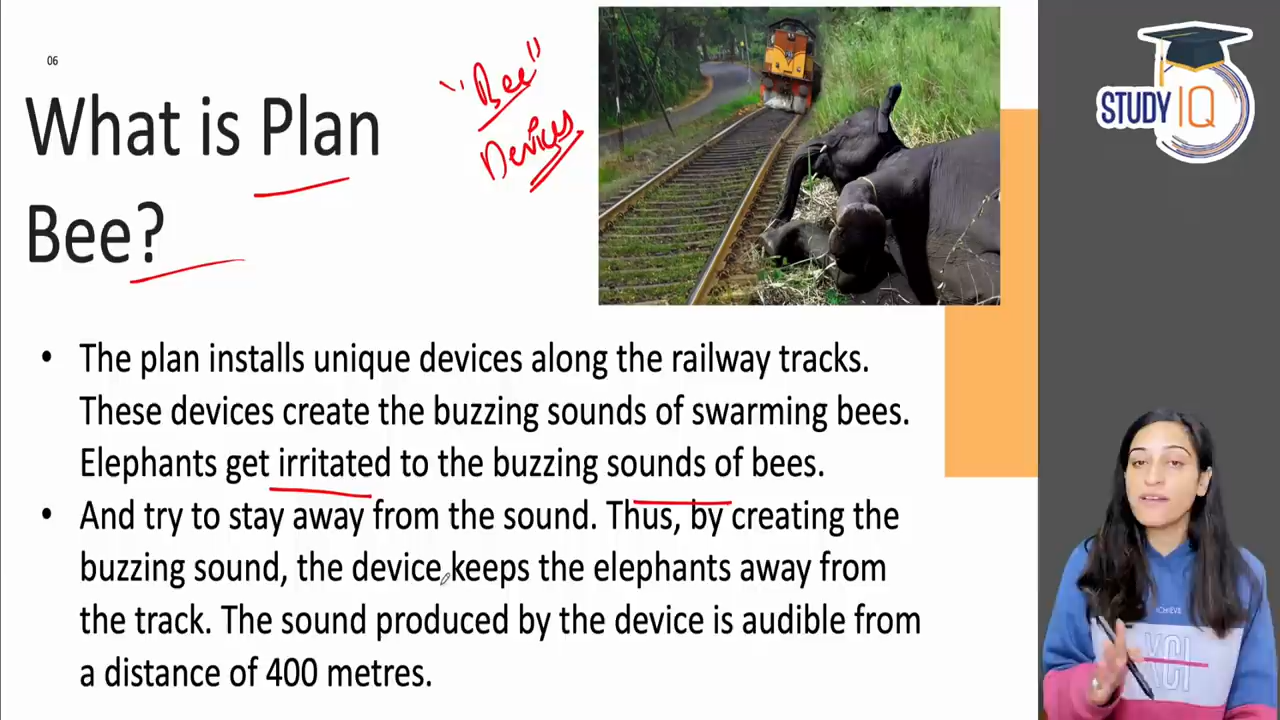 06
What is Plan
Bee?
"Bee"
Devices
STUDY IQ
The plan installs unique devices along the railway tracks.
These devices create the buzzing sounds of swarming bees.
Elephants get irritated to the buzzing sounds of bees.
And try to stay away from the sound. Thus, by creating the
buzzing sound, the device keeps the elephants away from
the track. The sound produced by the device is audible from
a distance of 400 metres.
ACHIEVE
XCI